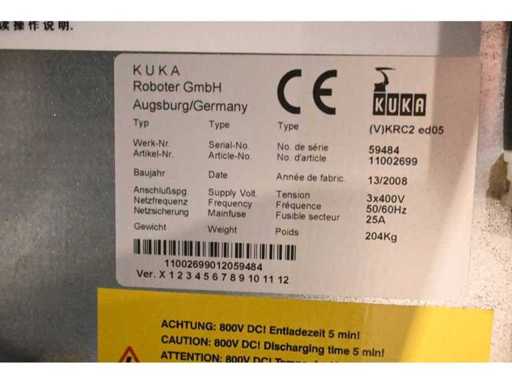 读操作说明.
KUKA
Roboter GmbH
Augsburg/Germany
CE
KUKA
Typ Type Type (V)KRC2 ed05
Werk-Nr. Serial-No. No. de série 59484
Artikel-Nr. Article-No. No. d'article 11002699
Baujahr Date Année de fabric. 13/2008
Anschlußspg. Supply Volt. Tension 3x400V
Netzfrequenz Frequency Fréquence 50/60Hz
Netzsicherung Mainfuse Fusible secteur 25A
Gewicht Weight Poids 204Kg
11002699012059484
Ver. X 1 2 3 4 5 6 7 8 9 10 11 12
ACHTUNG: 800V DC! Entladezeit 5 min!
CAUTION: 800V DC! Discharging time 5 min!
ATTENTION: 800V DC!